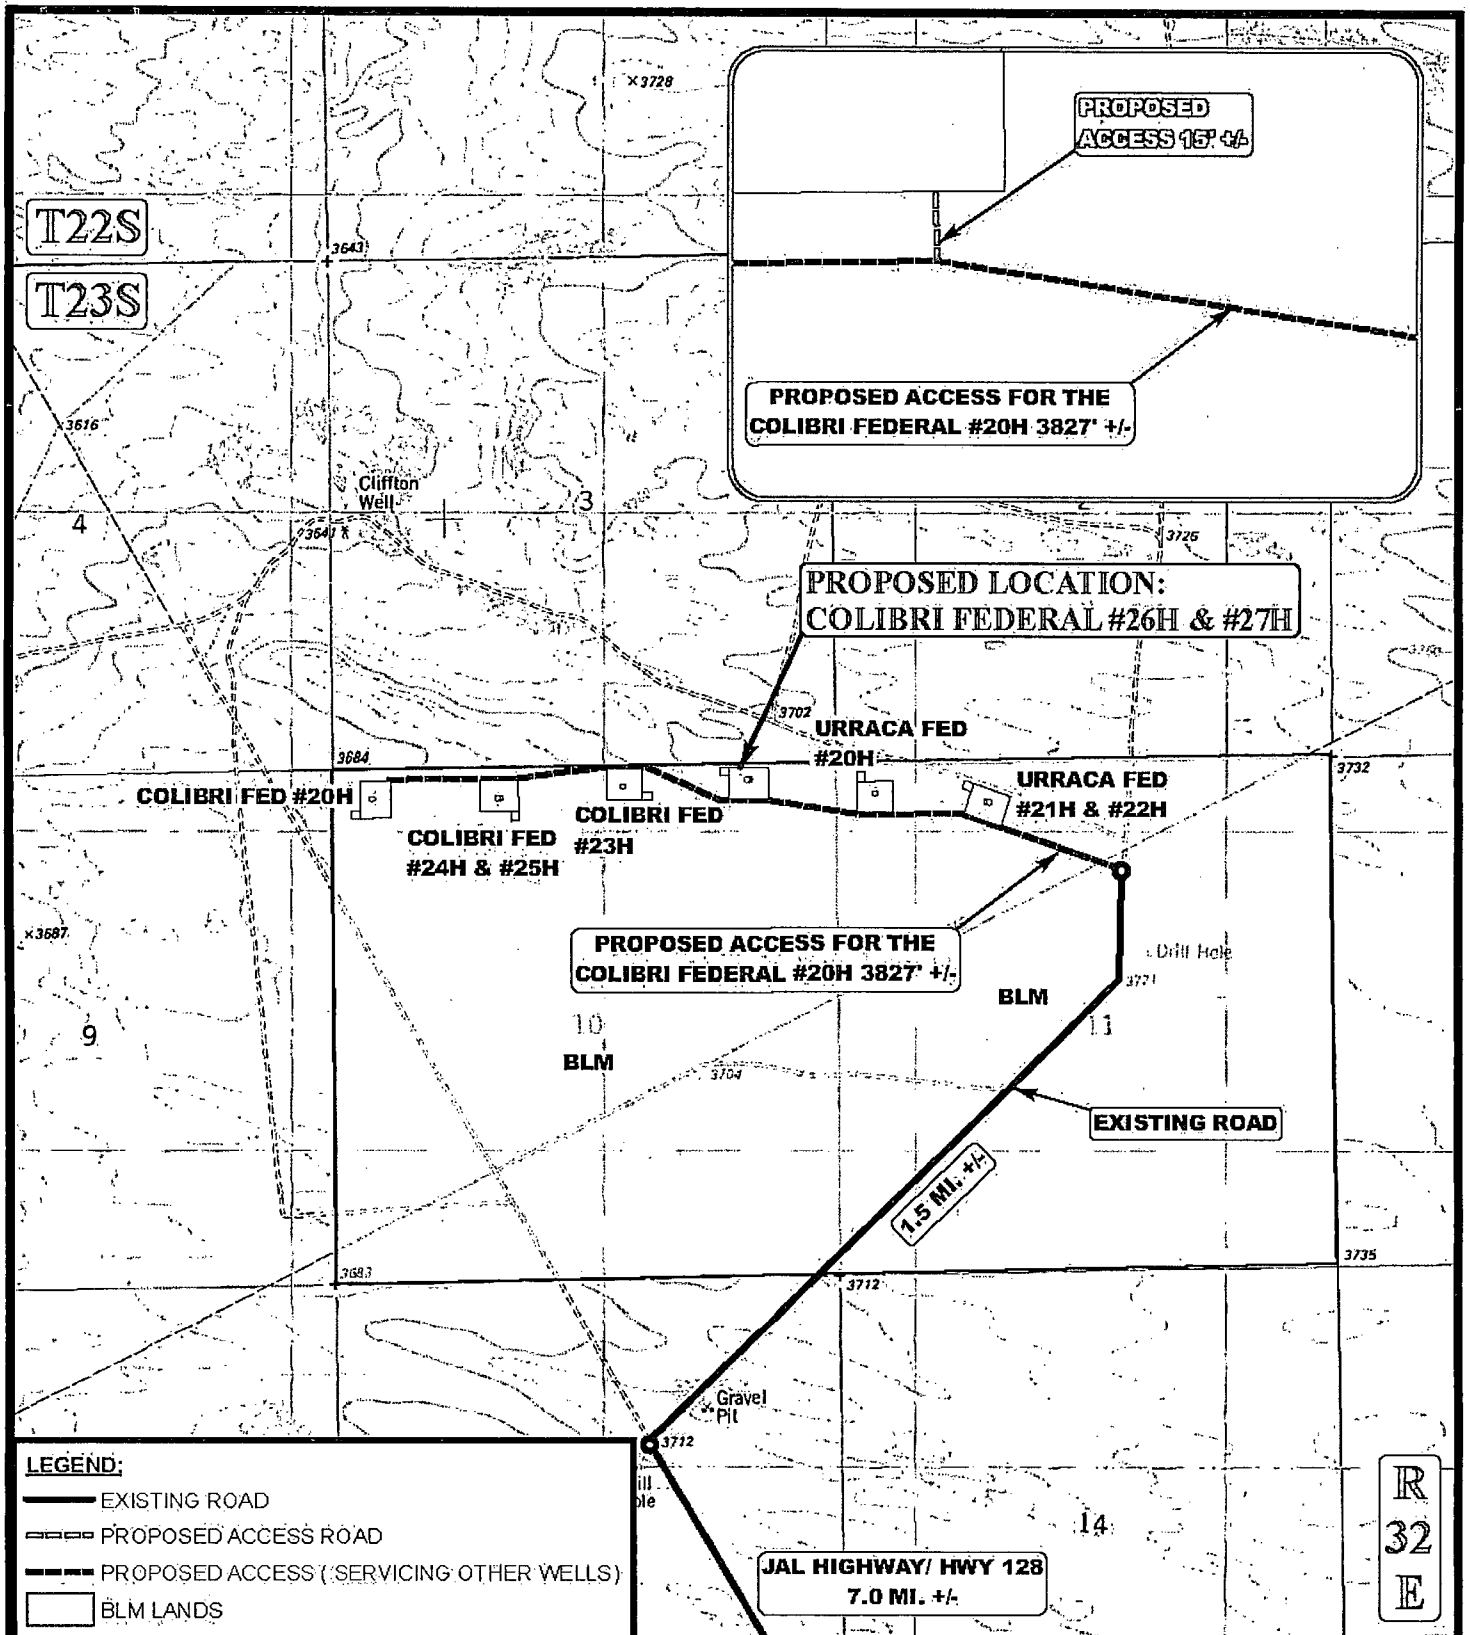 ×3728
PROPOSED
ACCESS 15' +/-
T22S
3643
T23S
PROPOSED ACCESS FOR THE
COLIBRI FEDERAL #20H 3827' +/-
×3616
Cliffton
Well
3
4
3641
3726
PROPOSED LOCATION:
COLIBRI FEDERAL #26H & #27H
3702
URRACA FED
#20H
3684
3732
COLIBRI FED #20H
URRACA FED
#21H & #22H
COLIBRI FED
#23H
COLIBRI FED
#24H & #25H
×3687
PROPOSED ACCESS FOR THE
COLIBRI FEDERAL #20H 3827' +/-
Drill Hole
3721
BLM
9
10
11
BLM
3704
EXISTING ROAD
1.5 MI. +/-
3735
3683
3712
Gravel
Pit
3712
LEGEND:
EXISTING ROAD
PROPOSED ACCESS ROAD
PROPOSED ACCESS (SERVICING OTHER WELLS)
BLM LANDS
14
JAL HIGHWAY/ HWY 128
7.0 MI. +/-
R
32
E